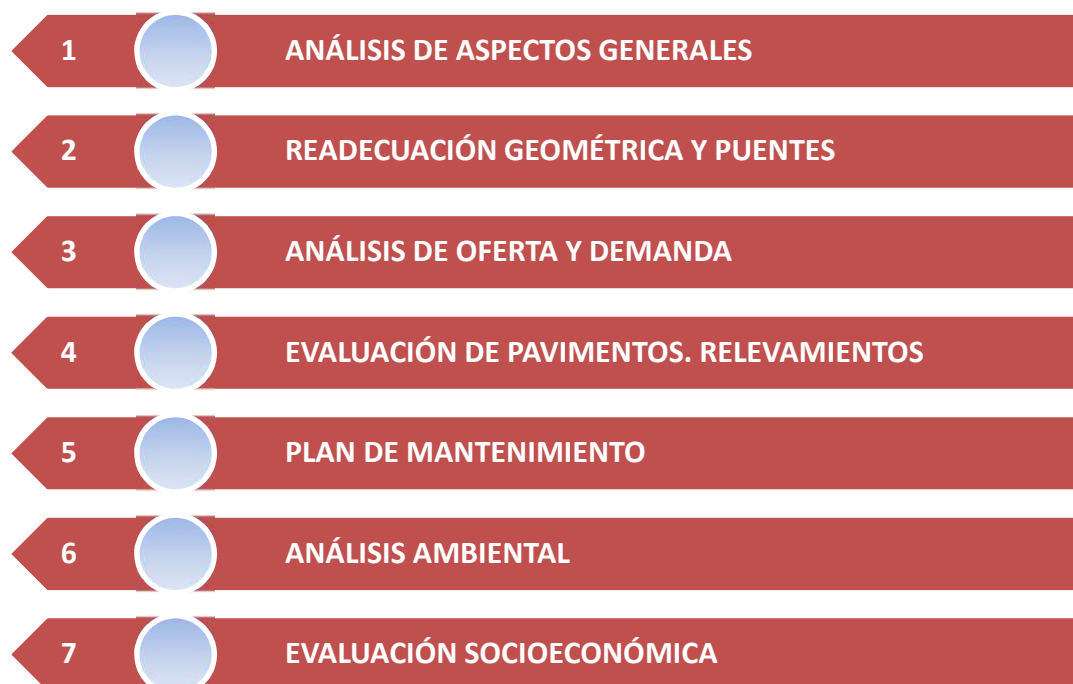 1 ANÁLISIS DE ASPECTOS GENERALES
2 READECUACIÓN GEOMÉTRICA Y PUENTES
3 ANÁLISIS DE OFERTA Y DEMANDA
4 EVALUACIÓN DE PAVIMENTOS. RELEVAMIENTOS
5 PLAN DE MANTENIMIENTO
6 ANÁLISIS AMBIENTAL
7 EVALUACIÓN SOCIOECONÓMICA